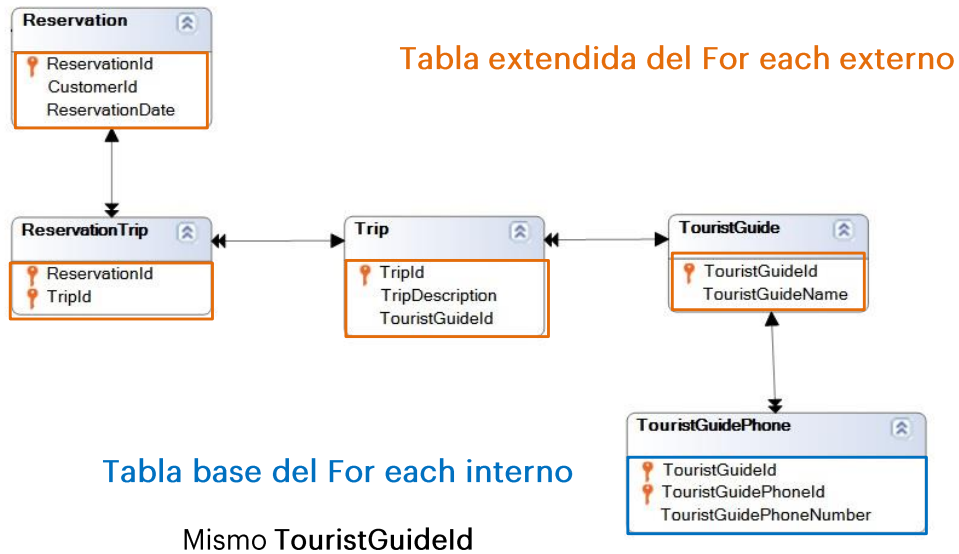 Reservation
ReservationId
CustomerId
ReservationDate
Tabla extendida del For each externo
ReservationTrip
ReservationId
TripId
Trip
TripId
TripDescription
TouristGuideId
TouristGuide
TouristGuideId
TouristGuideName
TouristGuidePhone
TouristGuideId
TouristGuidePhoneId
TouristGuidePhoneNumber
Tabla base del For each interno
Mismo TouristGuideId